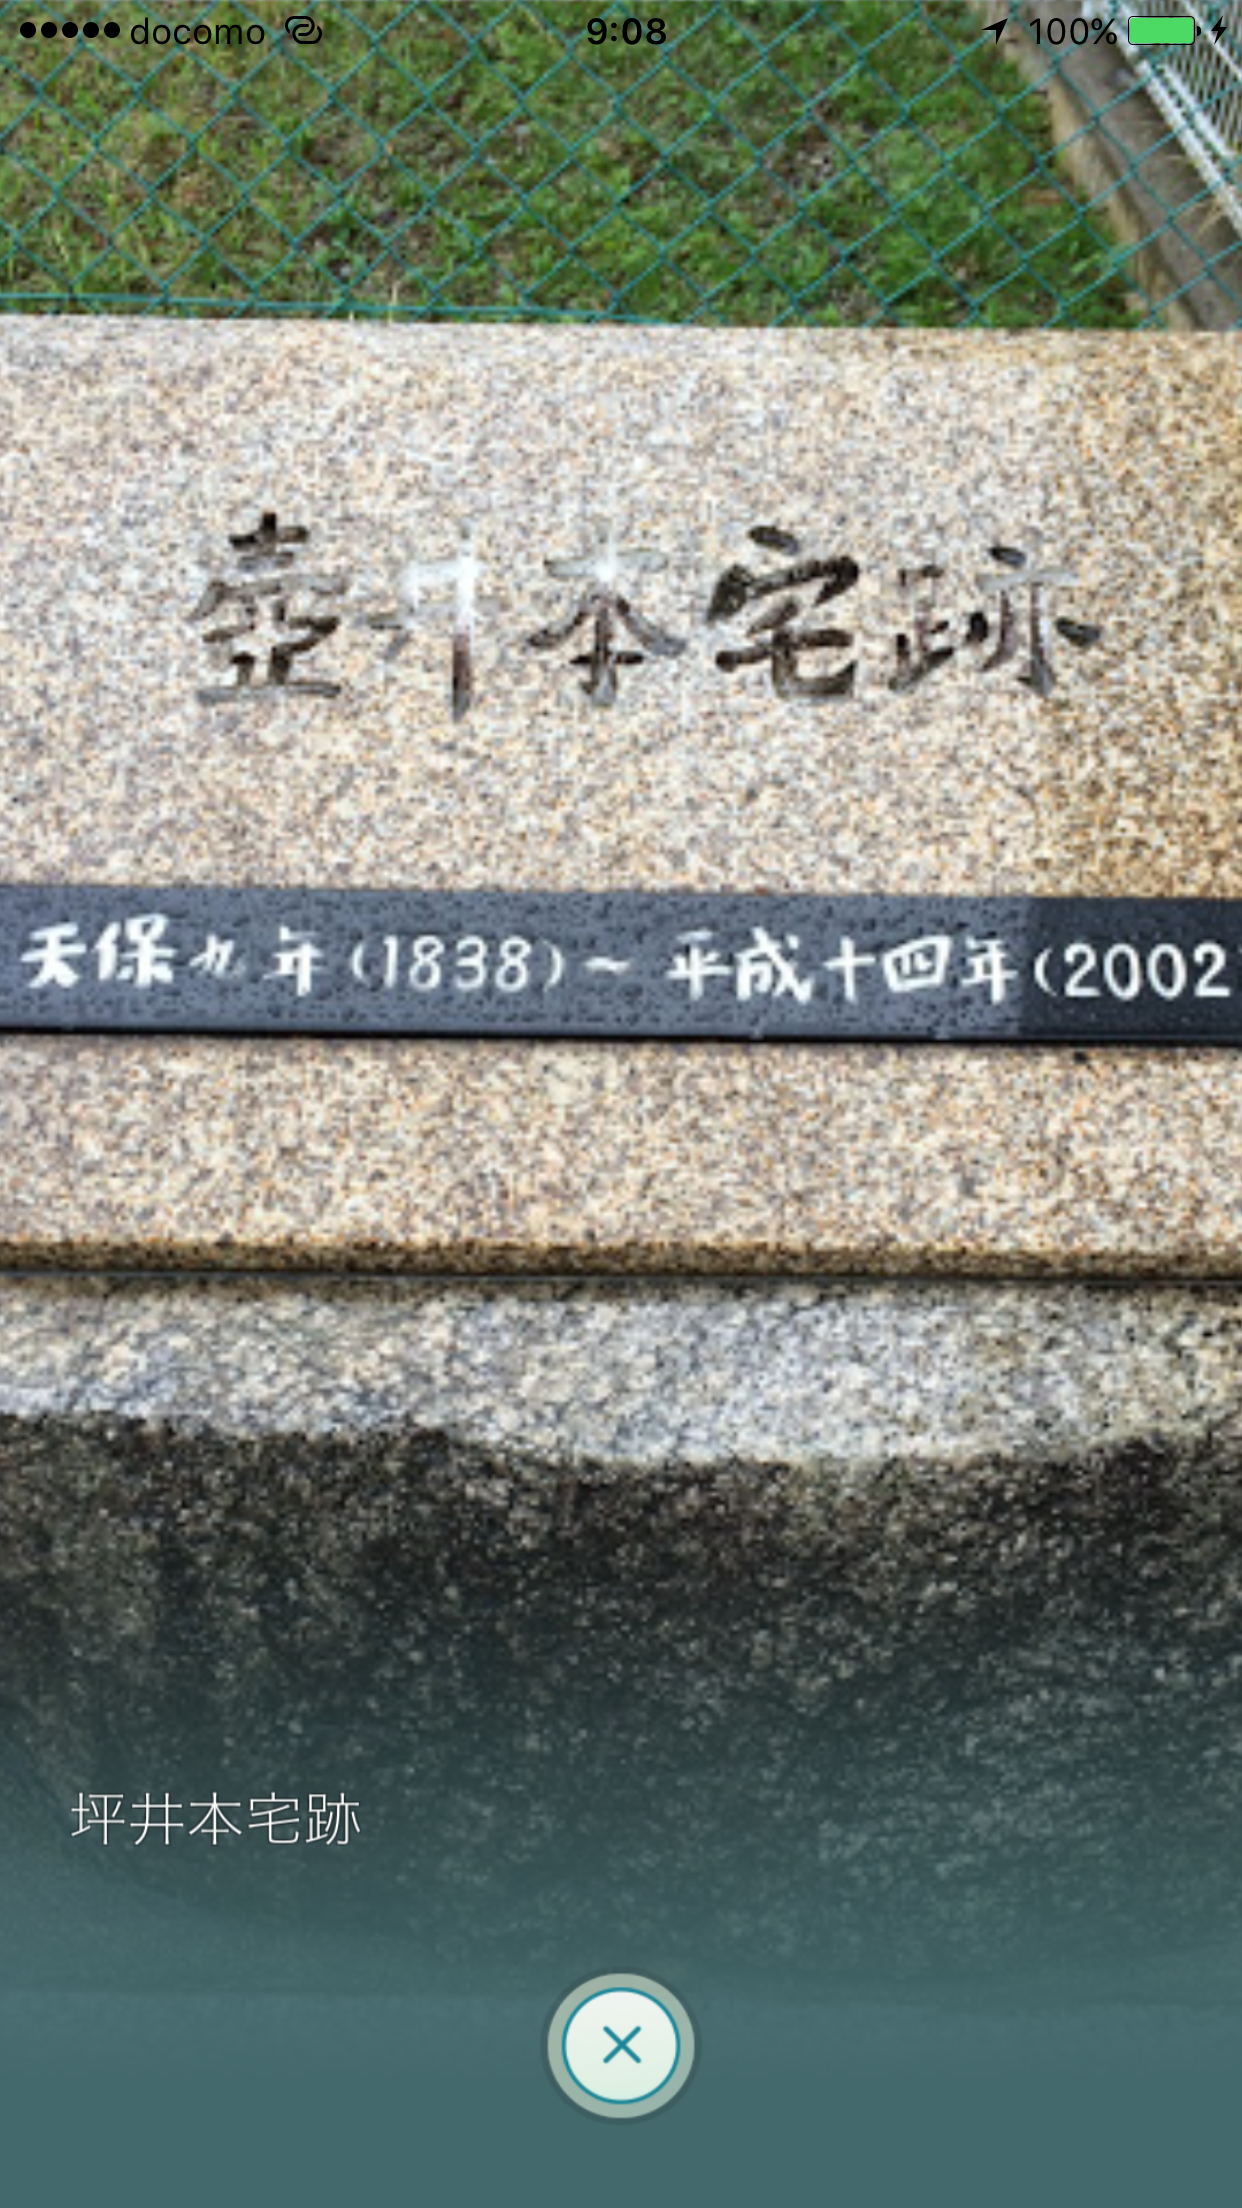 docomo 9:08 100%
壺井本宅跡
天保九年(1838)~平成十四年(2002
坪井本宅跡